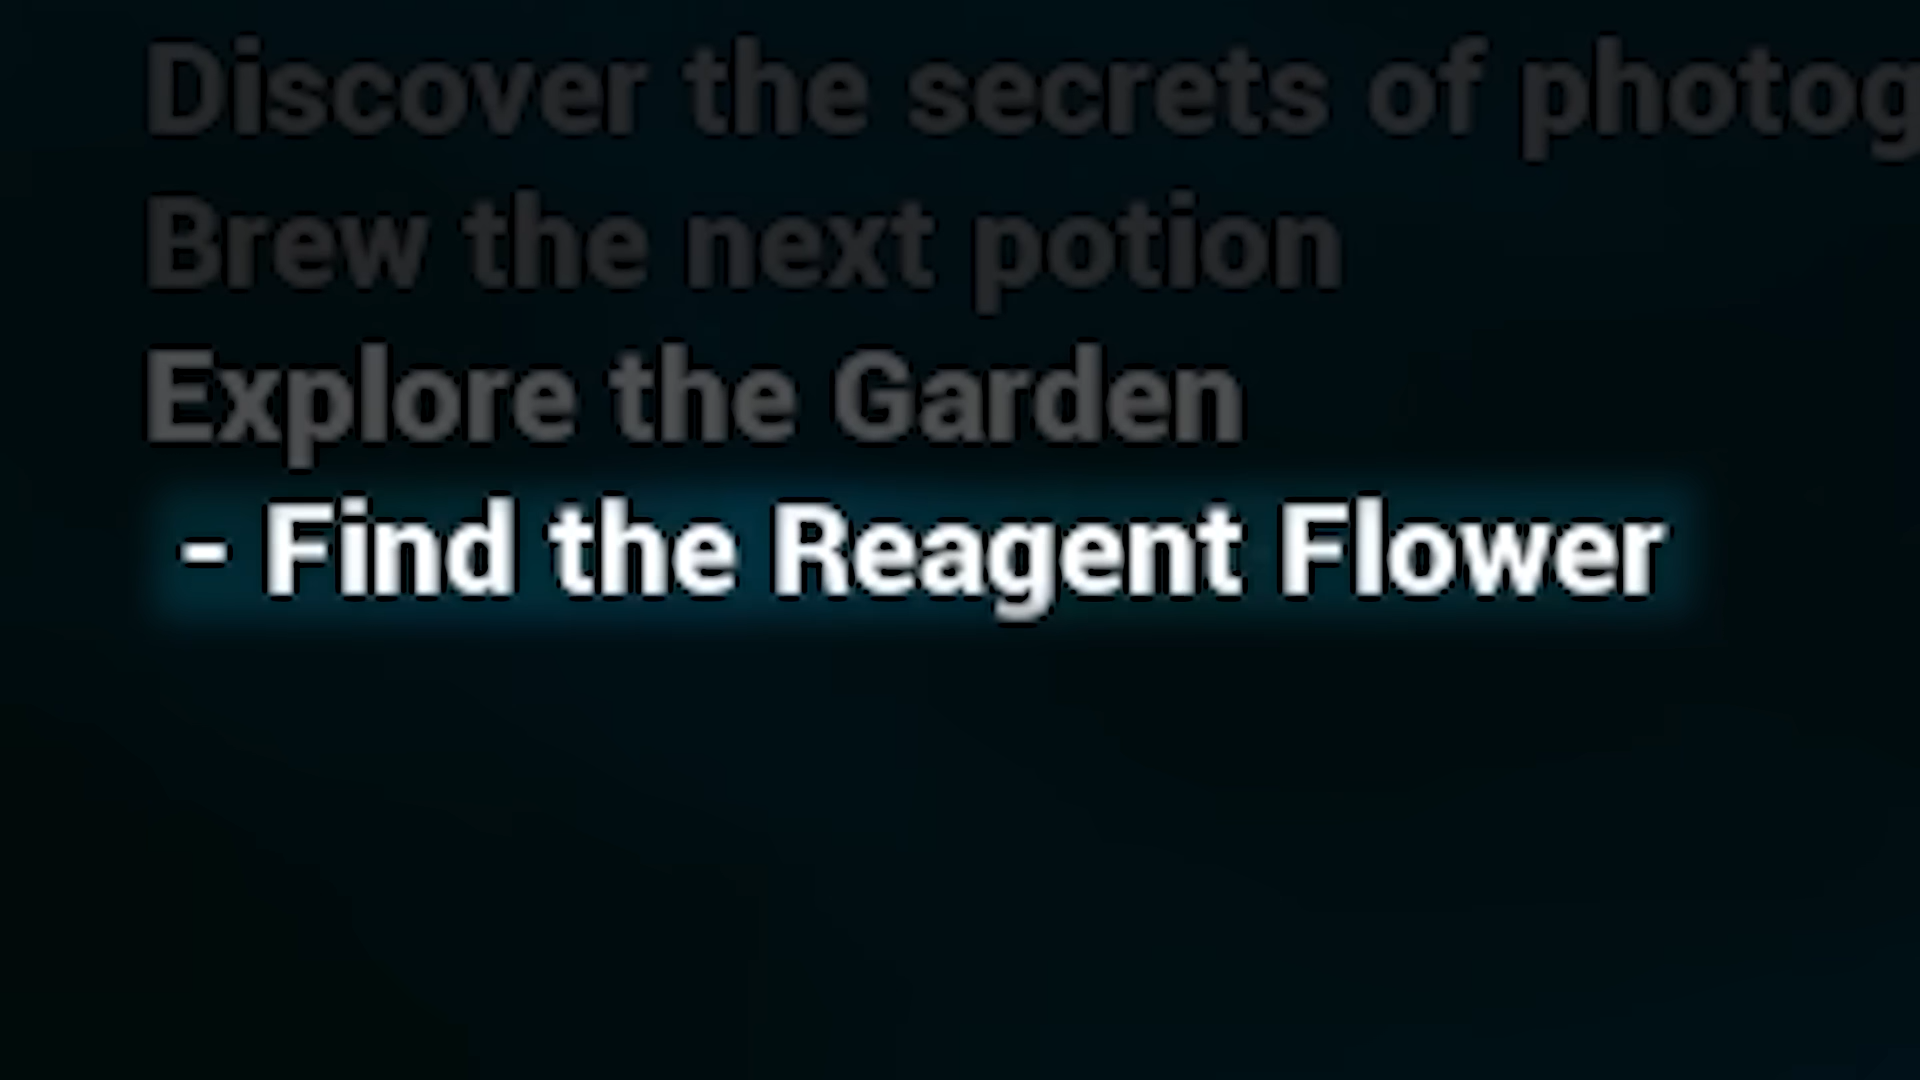 Discover the secrets of photog
Brew the next potion
Explore the Garden
- Find the Reagent Flower